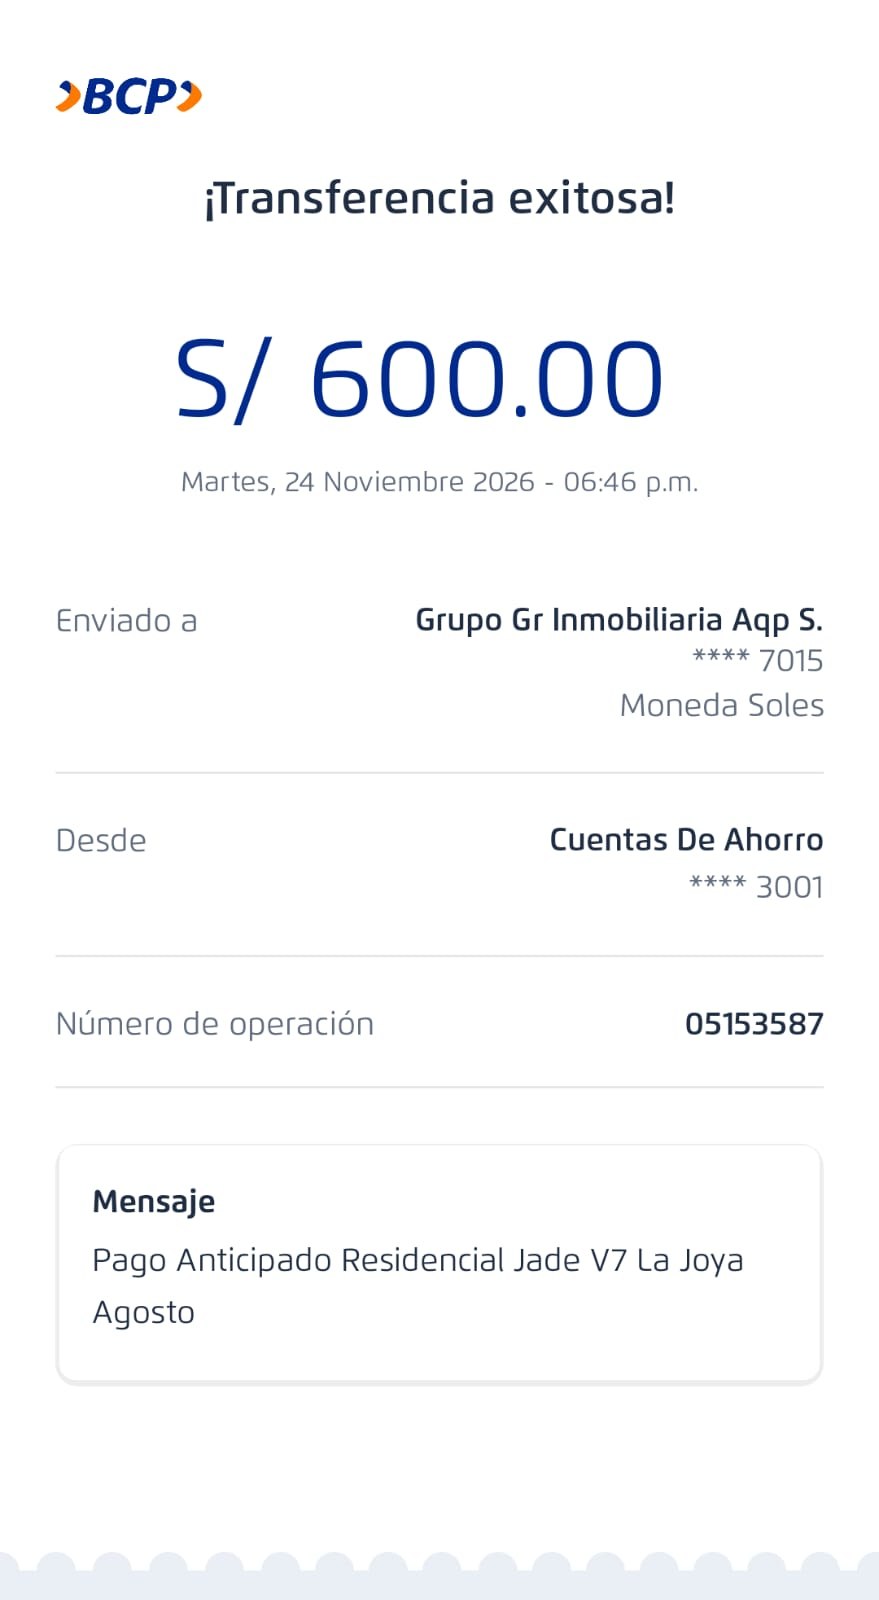 BCP
¡Transferencia exitosa!
S/ 600.00
Martes, 24 Noviembre 2026 - 06:46 p.m.
Enviado a
Grupo Gr Inmobiliaria Aqp S.
**** 7015
Moneda Soles
Desde
Cuentas De Ahorro
**** 3001
Número de operación
05153587
Mensaje
Pago Anticipado Residencial Jade V7 La Joya
Agosto